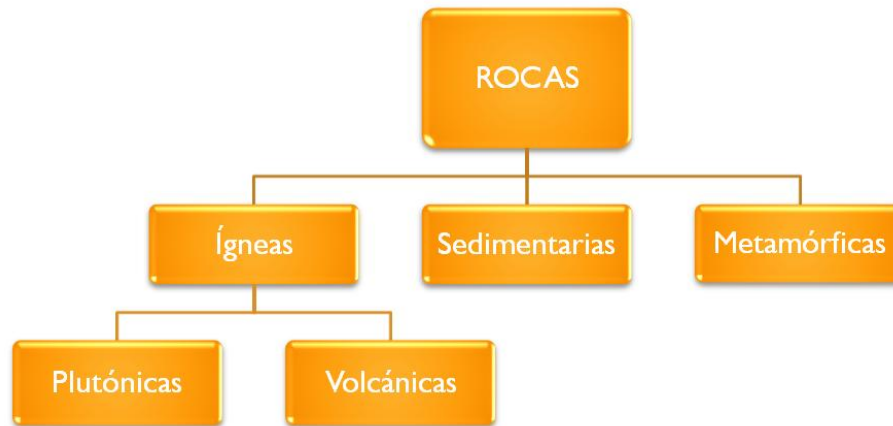 ROCAS
Ígneas
Sedimentarias
Metamórficas
Plutónicas
Volcánicas